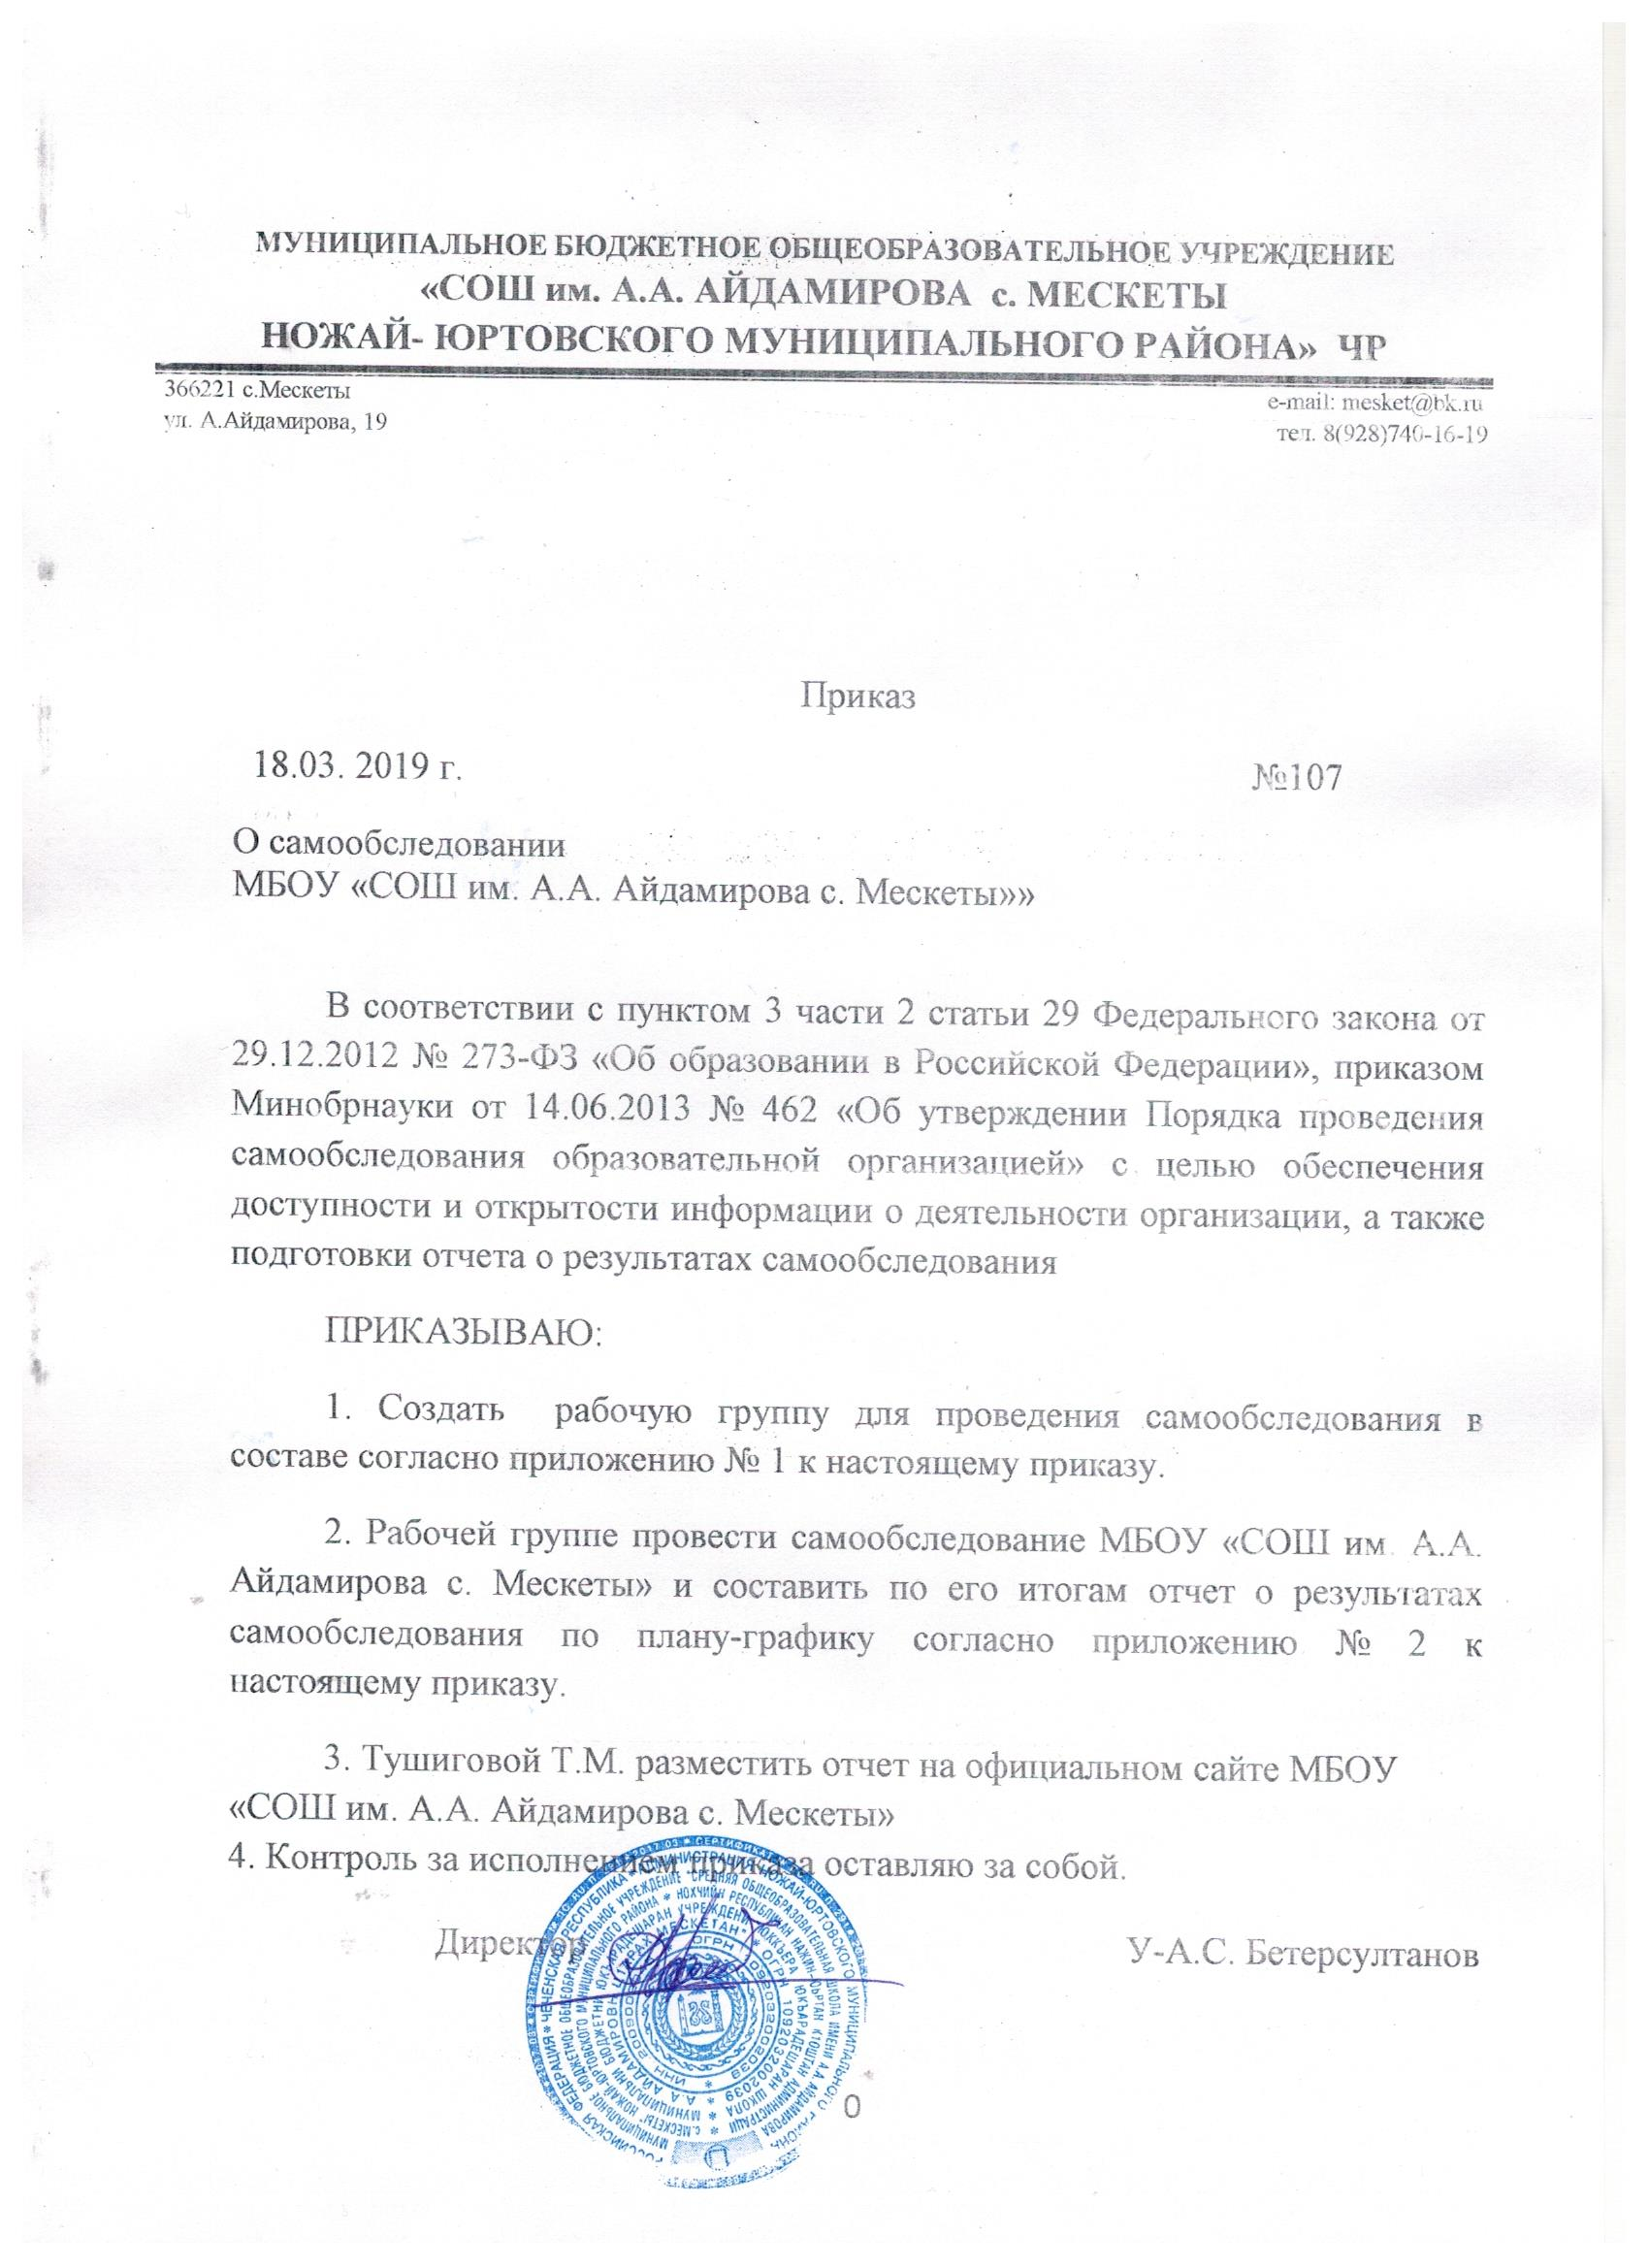 МУНИЦИПАЛЬНОЕ БЮДЖЕТНОЕ ОБЩЕОБРАЗОВАТЕЛЬНОЕ УЧРЕЖДЕНИЕ
«СОШ им. А.А. АЙДАМИРОВА с. МЕСКЕТЫ
НОЖАЙ- ЮРТОВСКОГО МУНИЦИПАЛЬНОГО РАЙОНА» ЧР
366221 с.Мескеты
e-mail: mesket@bk.ru
ул. А.Айдамирова, 19
тел. 8(928)740-16-19
Приказ
18.03. 2019 г.
№107
О самообследовании
МБОУ «СОШ им. А.А. Айдамирова с. Мескеты»»
В соответствии с пунктом 3 части 2 статьи 29 Федерального закона от
29.12.2012 № 273-ФЗ «Об образовании в Российской Федерации», приказом
Минобрнауки от 14.06.2013 № 462 «Об утверждении Порядка проведения
самообследования образовательной организацией» с целью обеспечения
доступности и открытости информации о деятельности организации, а также
подготовки отчета о результатах самообследования
ПРИКАЗЫВАЮ:
1. Создать рабочую группу для проведения самообследования в
составе согласно приложению № 1 к настоящему приказу.
2. Рабочей группе провести самообследование МБОУ «СОШ им. А.А.
Айдамирова с. Мескеты» и составить по его итогам отчет о результатах
самообследования по плану-графику согласно приложению № 2 к
настоящему приказу.
3. Тушиговой Т.М. разместить отчет на официальном сайте МБОУ
«СОШ им. А.А. Айдамирова с. Мескеты»
4. Контроль за исполнением приказа оставляю за собой.
Директор
У-А.С. Бетерсултанов
0